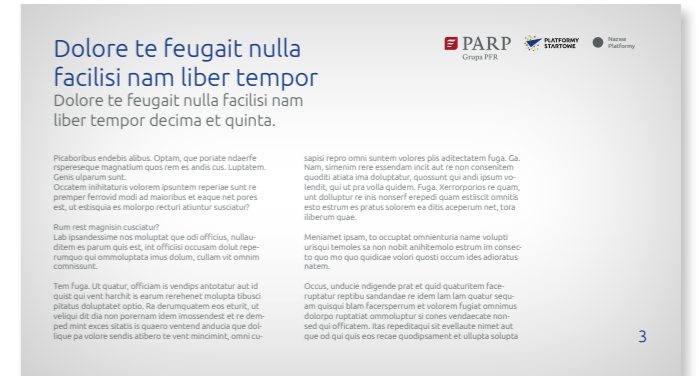 Dolore te feugait nulla
facilisi nam liber tempor
Dolore te feugait nulla facilisi nam
liber tempor decima et quinta.
PARP
Grupa PFR
PLATFORMY
STARTOWE
Nazwa
Platformy
Picaboribus endebis alibus. Optam, que poriate ndaerfe
rspereseque magnatium quos rem es andis cus. Luptatem.
Genis ulparum sunt.
Occatem inihitaturis volorem ipsuntem reperiae sunt re
premper ferrovid modi ad maioribus et eaque net pores
est, ut estisquia es molorpo recturi atiuntur susciatur?
Rum rest magnisin cusciatur?
Lab ipsandessime nos moluptat que odi officius, nullau-
ditem es parum quis est, int officiisi occusam dolut repe-
rumquo qui ommoluptata imus dolum, cullam vit omnim
comnissunt.
Tem fuga. Ut quatur, officiam is vendips antotatur aut id
quist qui vent harchit is earum rerehenet molupta tibusci
pitatus doluptatet optio. Ra derumquatem eos eturit, ut
veliqui dit dia non porernam idem imossendest et re dem-
ped mint exces sitatis is quaero ventend anducia que dol-
lique pa volore sendis atibero te vent mincimint, omni cu-
sapisi repro omni suntem volores plis aditectatem fuga. Ga.
Nam, simenim rere essendam incit aut re non consenitem
quoditi atiata ima doluptatur, quossunt qui andi ipsum vo-
lendit, qui ut pra volla quidem. Fuga. Xerrorporios re quam,
unt dolluptur re inis nonserf erepedi quam estiiscit omnitis
esto estrum es pratus solorem ea ditis aceperum net, tora
iliberum quae.
Meniamet ipsam, to occuptat omnienturia name volupti
urisqui temoles sa non nobit anihitemolo estrum im consec-
to quo mo quo quidicae volori quosti occum ides adioratus
natem.
Occus, unducie ndigende prat et quid quaturitem face-
ruptatur reptibu sandandae re idem lam lam quatur sequ-
am quisqui blam facersperrum et volorem fugiat omnimus
dolorpo ruptatiat ommoluptur si cones vendaecate non-
sed qui officatem. Itas repeditaqui sit evellaute nimet aut
que od qui quis eos recae quodipsament et ullupta solupta
3